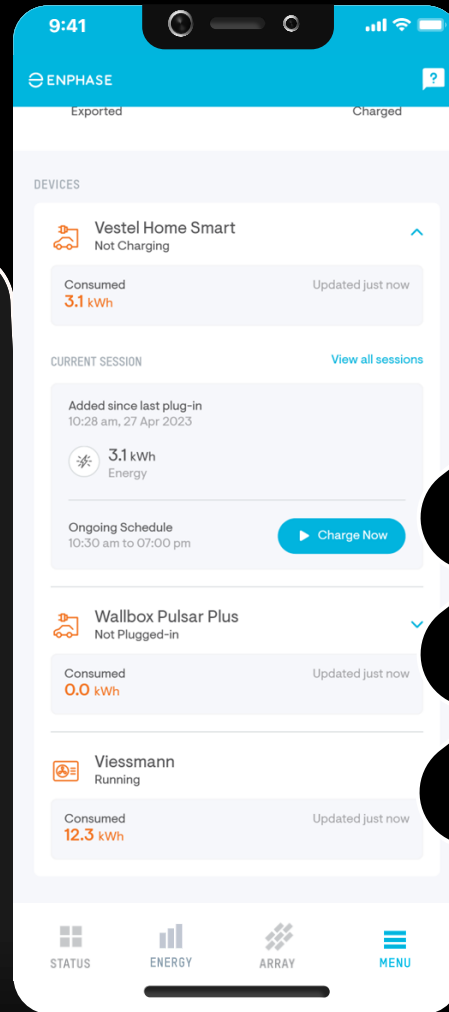 9:41
ENPHASE
?
Exported Charged
DEVICES
Vestel Home Smart
Not Charging
Consumed Updated just now
3.1 kWh
CURRENT SESSION View all sessions
Added since last plug-in
10:28 am, 27 Apr 2023
3.1 kWh
Energy
Ongoing Schedule
10:30 am to 07:00 pm
Charge Now
Wallbox Pulsar Plus
Not Plugged-in
Consumed Updated just now
0.0 kWh
Viessmann
Running
Consumed Updated just now
12.3 kWh
STATUS ENERGY ARRAY MENU